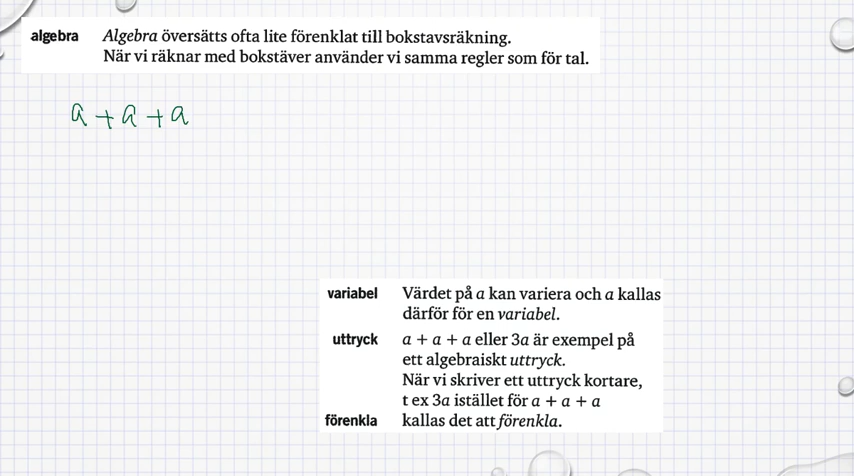 algebra Algebra översätts ofta lite förenklat till bokstavsräkning.
När vi räknar med bokstäver använder vi samma regler som för tal.
a + a + a
variabel Värdet på a kan variera och a kallas
därför för en variabel.
uttryck a + a + a eller 3a är exempel på
ett algebraiskt uttryck.
När vi skriver ett uttryck kortare,
t ex 3a istället för a + a + a
förenkla kallas det att förenkla.